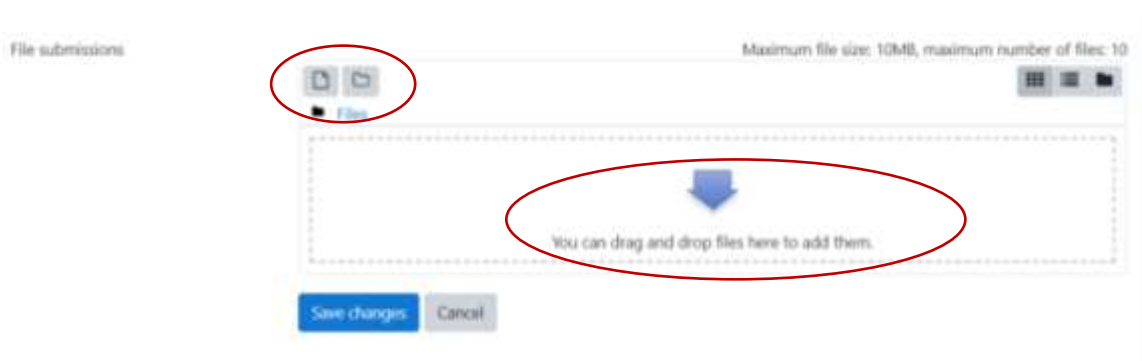 File submissions
Maximum file size: 10MB, maximum number of files: 10
Files
You can drag and drop files here to add them.
Save changes
Cancel